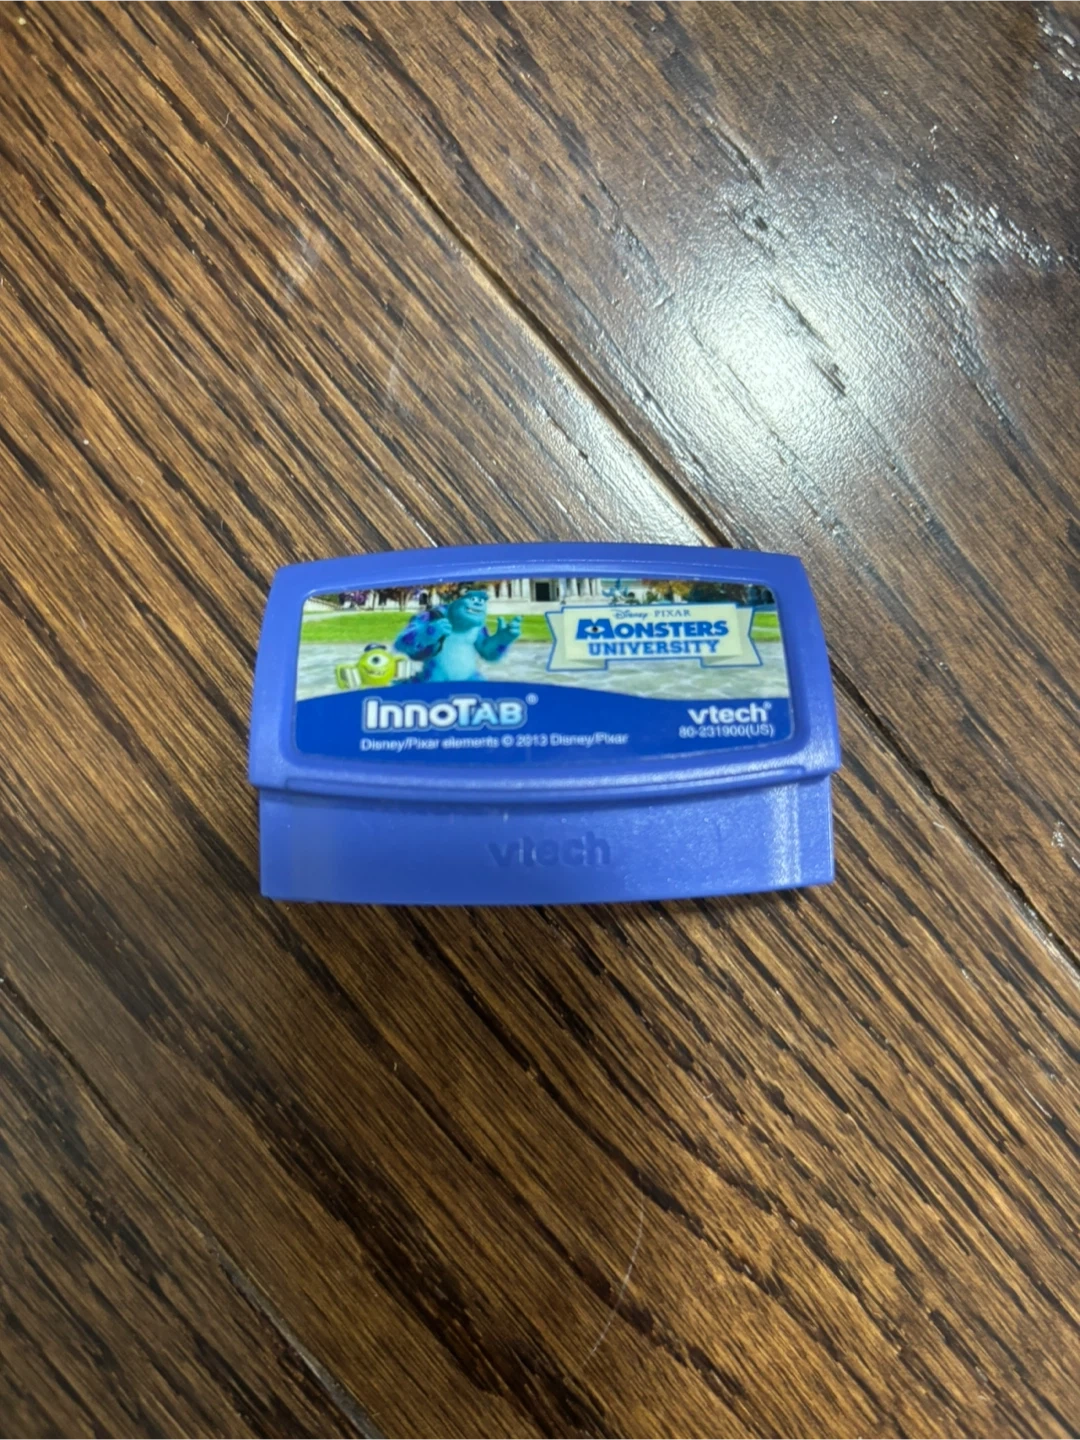 Disney · PIXAR
MONSTERS
UNIVERSITY
InnoTAB®
vtech®
Disney/Pixar elements © 2013 Disney/Pixar
80-231900(US)
vtech